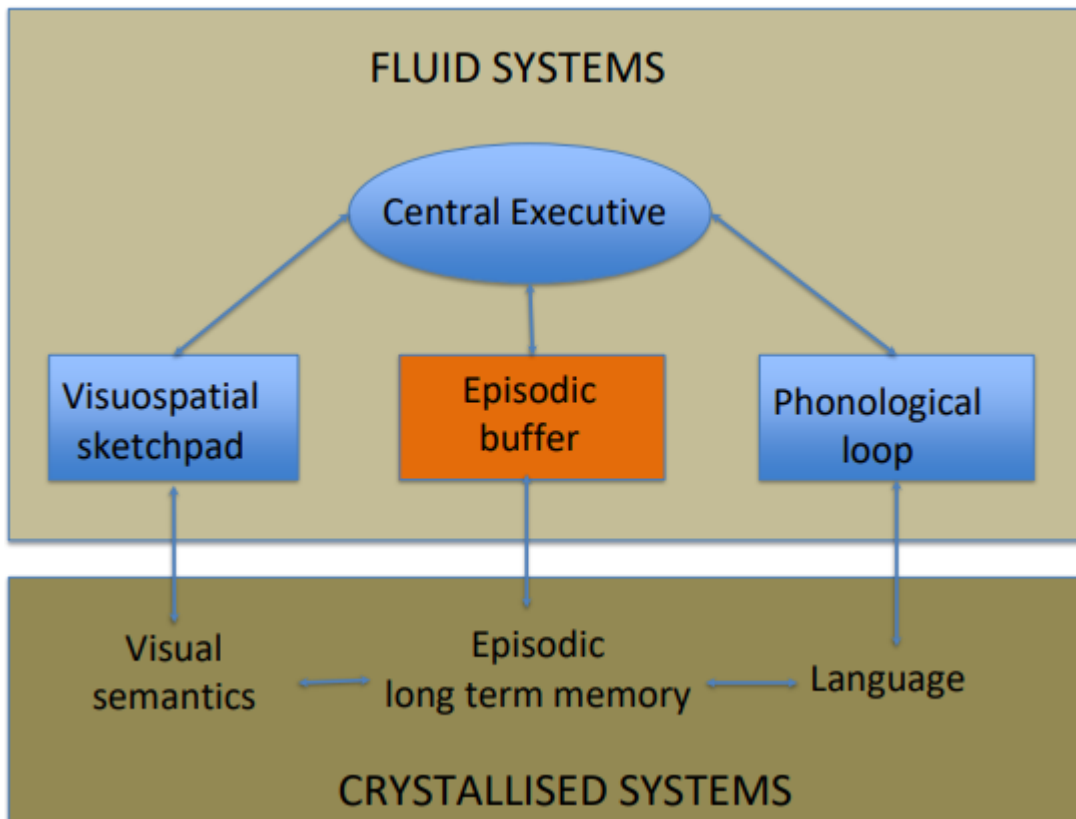 FLUID SYSTEMS
Central Executive
Visuospatial
sketchpad
Episodic
buffer
Phonological
loop
Visual
semantics
Episodic
long term memory
Language
CRYSTALLISED SYSTEMS